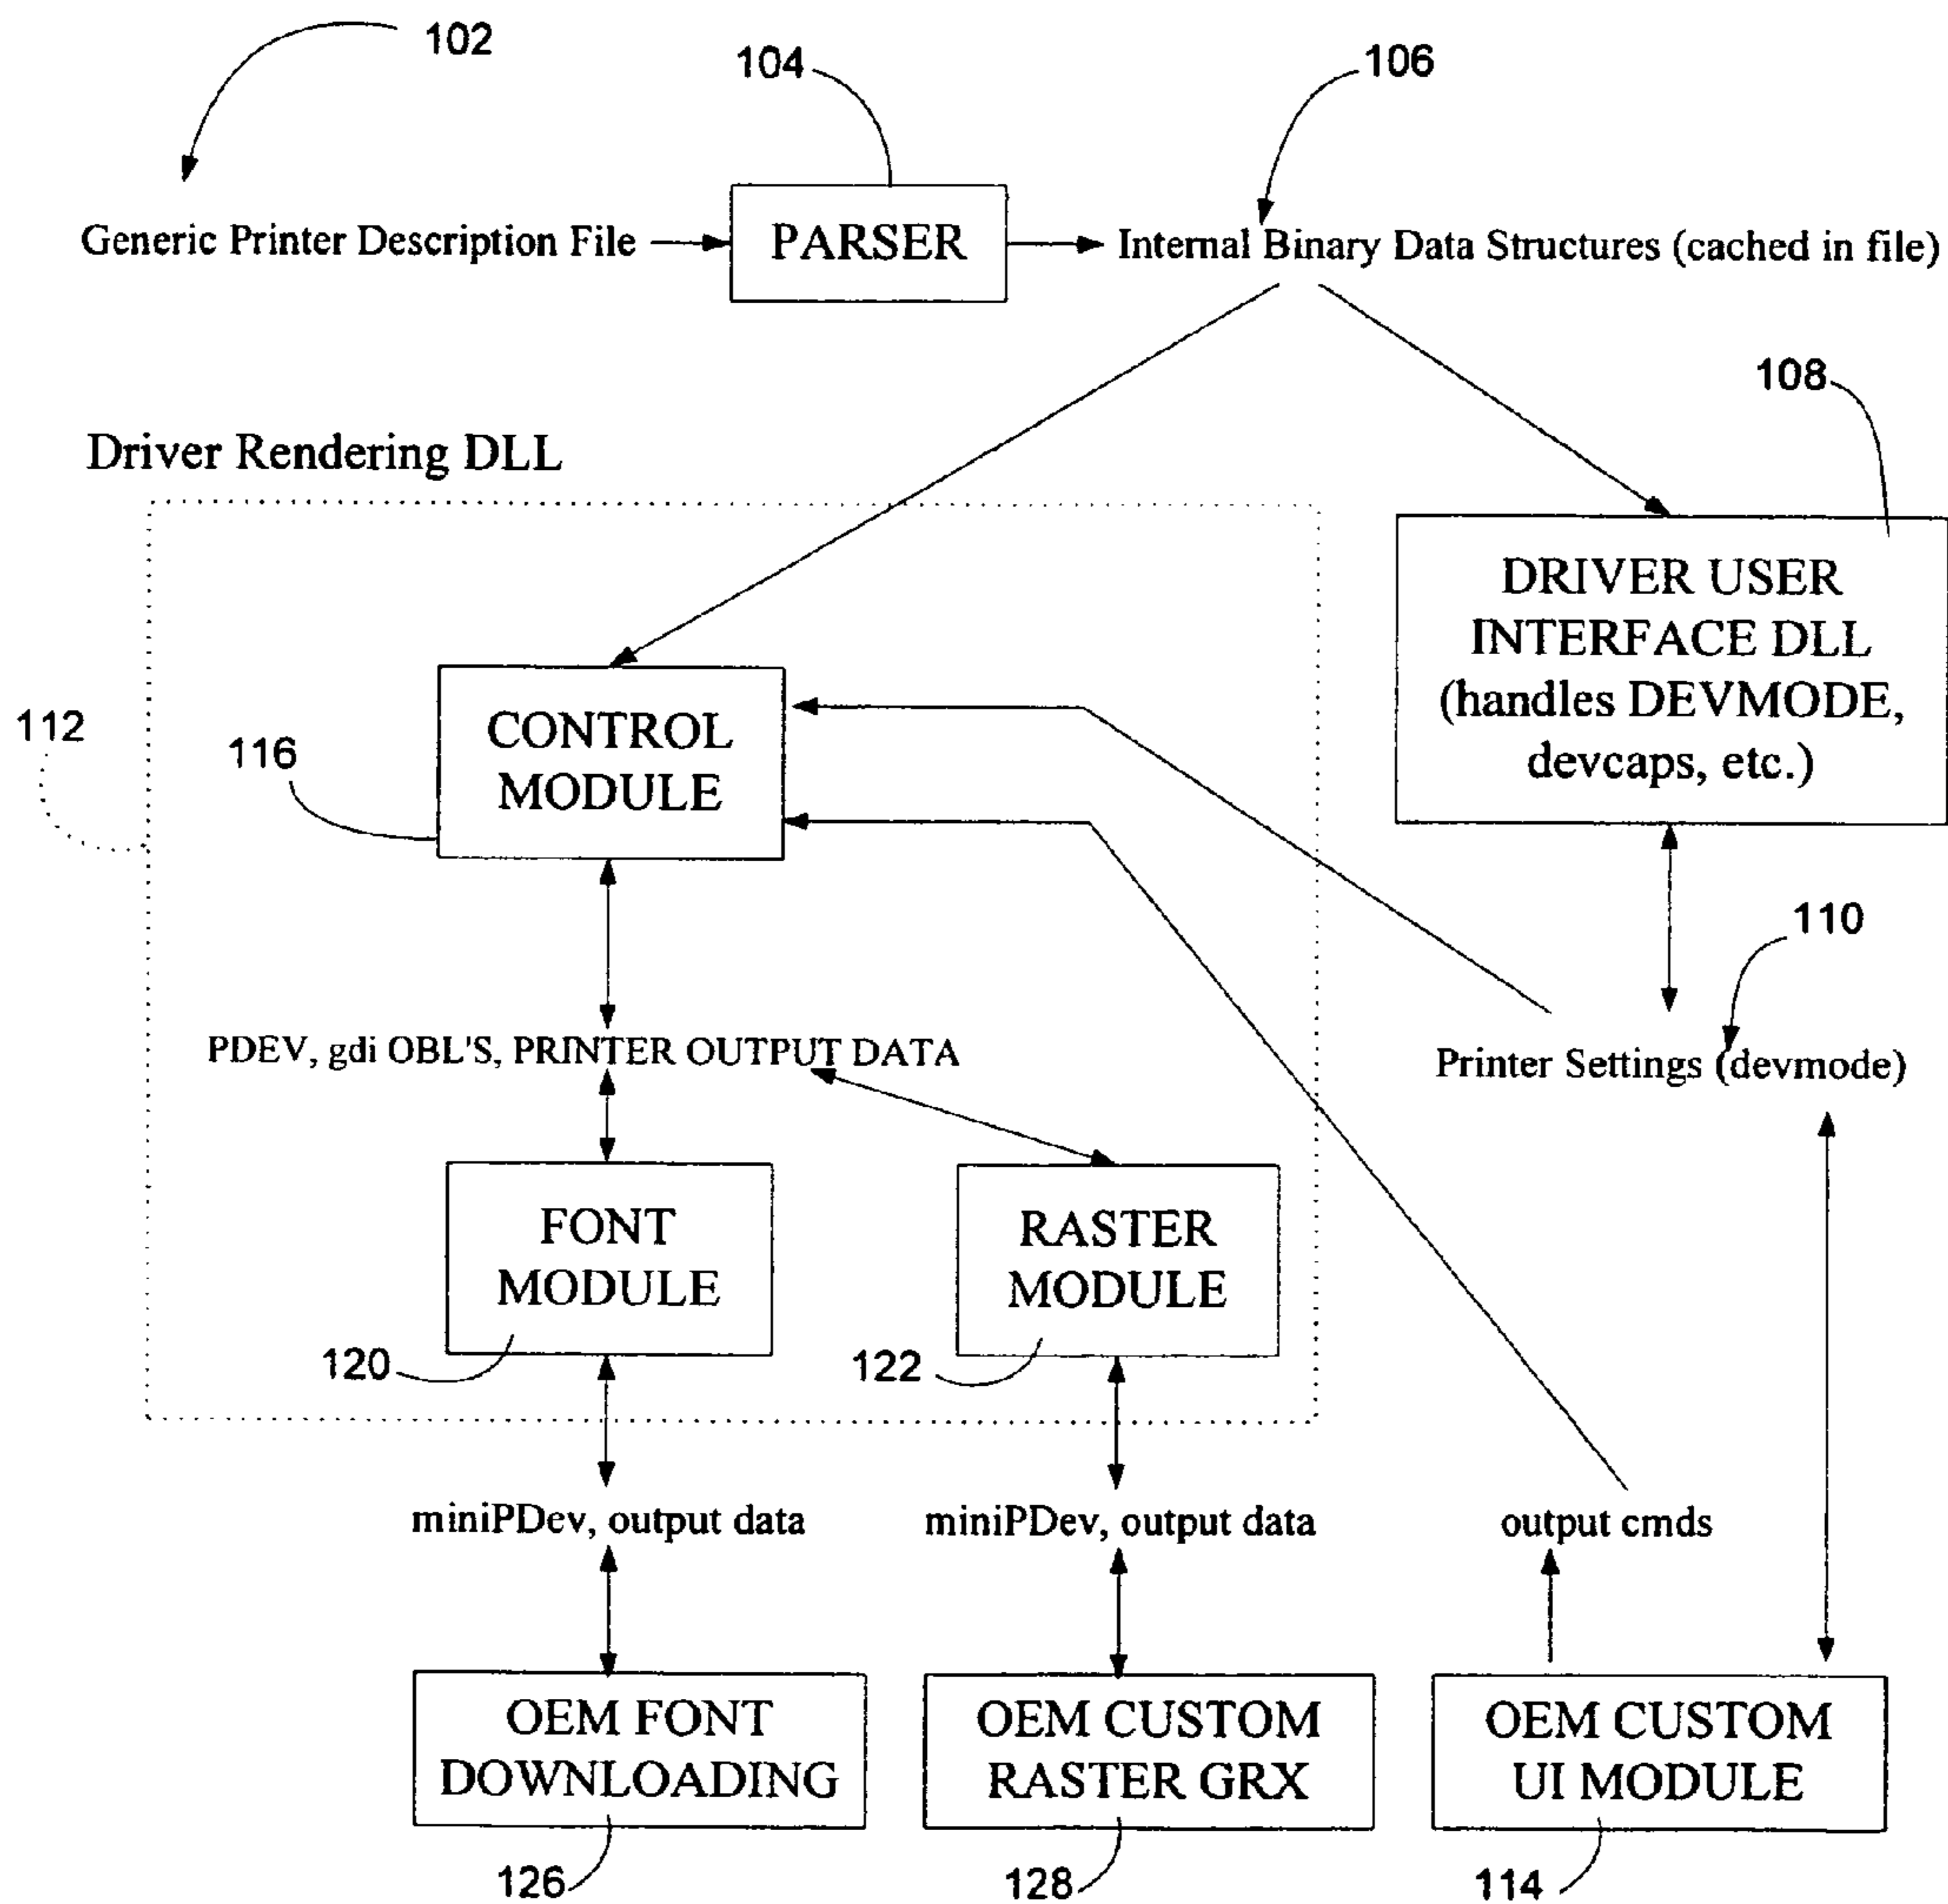 102
104
106
Generic Printer Description File
PARSER
Internal Binary Data Structures (cached in file)
108
Driver Rendering DLL
DRIVER USER
INTERFACE DLL
(handles DEVMODE,
devcaps, etc.)
112
116
CONTROL
MODULE
110
PDEV, gdi OBL'S, PRINTER OUTPUT DATA
Printer Settings (devmode)
FONT
MODULE
RASTER
MODULE
120
122
miniPDev, output data
miniPDev, output data
output cmds
OEM FONT
DOWNLOADING
OEM CUSTOM
RASTER GRX
OEM CUSTOM
UI MODULE
126
128
114